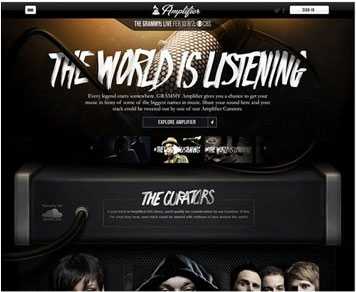 Amplifier
SIGN IN
THE GRAMMYS LIVE FEB 10 8/7c CBS
THE WORLD IS LISTENING
Every legend starts somewhere. GRAMMY Amplifier gives you a chance to get your
music in front of some of the biggest names in music. Share your sound here and your
track could be tweeted out by one of our Amplifier Curators.
EXPLORE AMPLIFIER
#THEWORLDISLISTENING
THE CURATORS